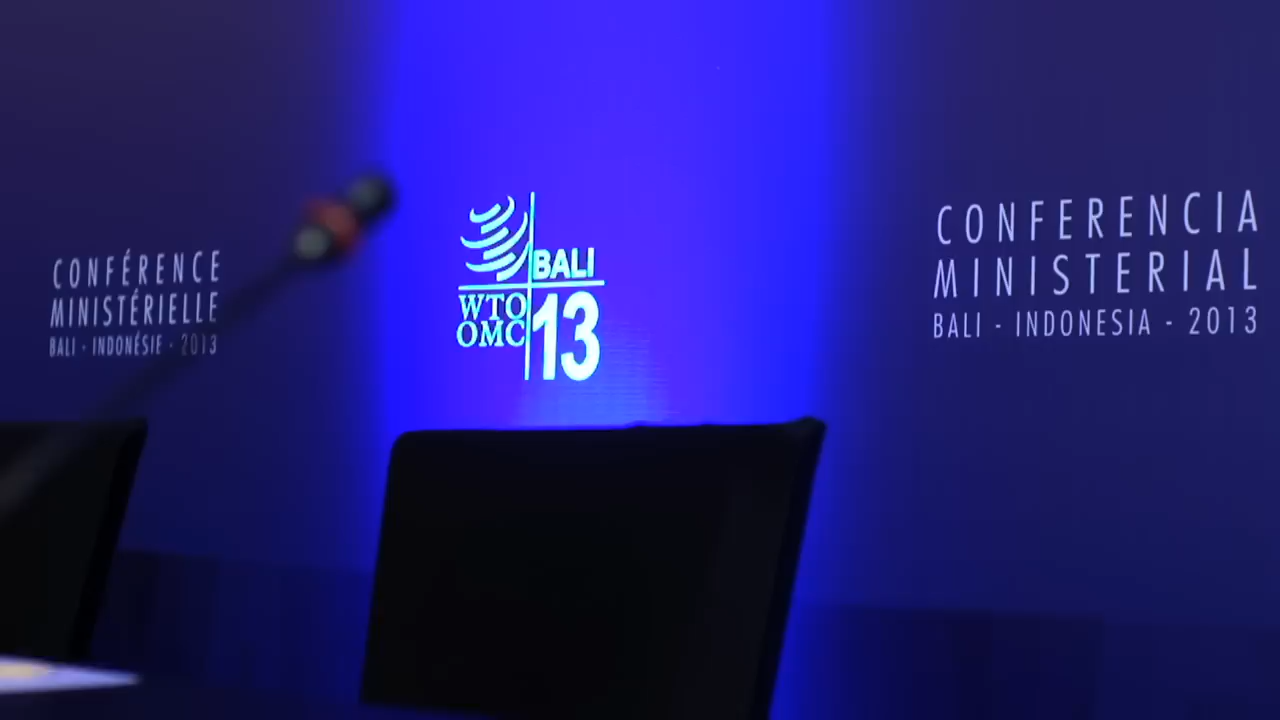 CONFÉRENCE
MINISTÉRIELLE
BALI - INDONÉSIE - 2013
BALI
WTO
OMC
13
CONFERENCIA
MINISTERIAL
BALI - INDONESIA - 2013